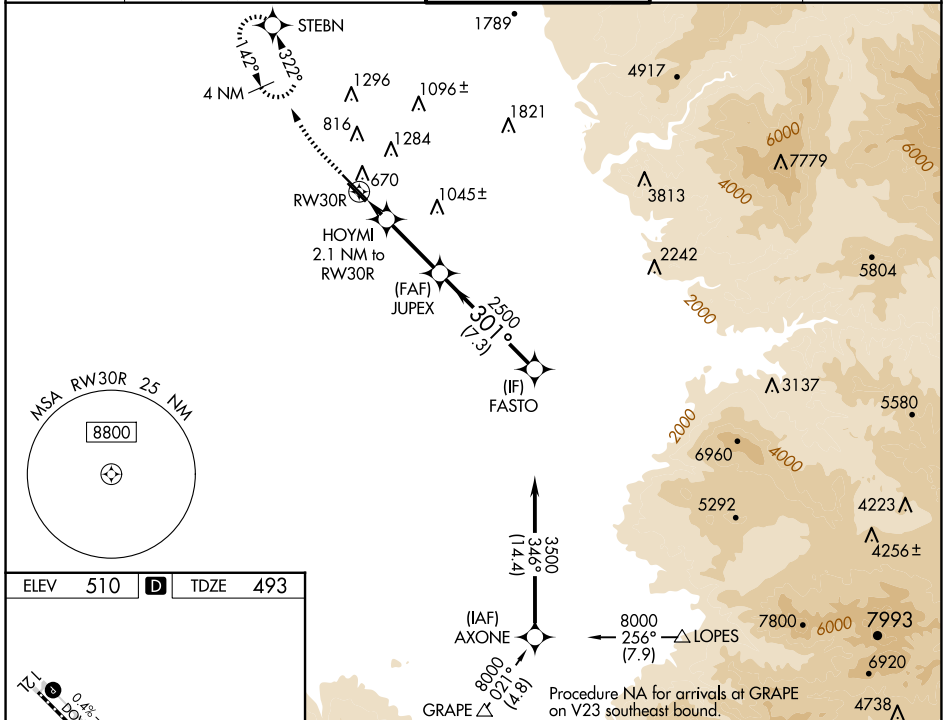 STEBN
142°
322°
4 NM
1789
4917
1296
1096±
816
1284
1821
670
1045±
6000
7779
6000
4000
3813
2242
5804
2000
RW30R
HOYMI
2.1 NM to
RW30R
(FAF)
JUPEX
2500
301°
(7.3)
(IF)
FASTO
MSA RW30R 25 NM
8800
3137
5580
2000
6960
4000
5292
4223
4256±
3500
346°
(14.4)
ELEV 510 D TDZE 493
(IAF)
AXONE
8000
256°
(7.9)
LOPES
7800
6000
7993
6920
4738
8000
021°
(4.8)
GRAPE
Procedure NA for arrivals at GRAPE
on V23 southeast bound.
12L
P
0.4%